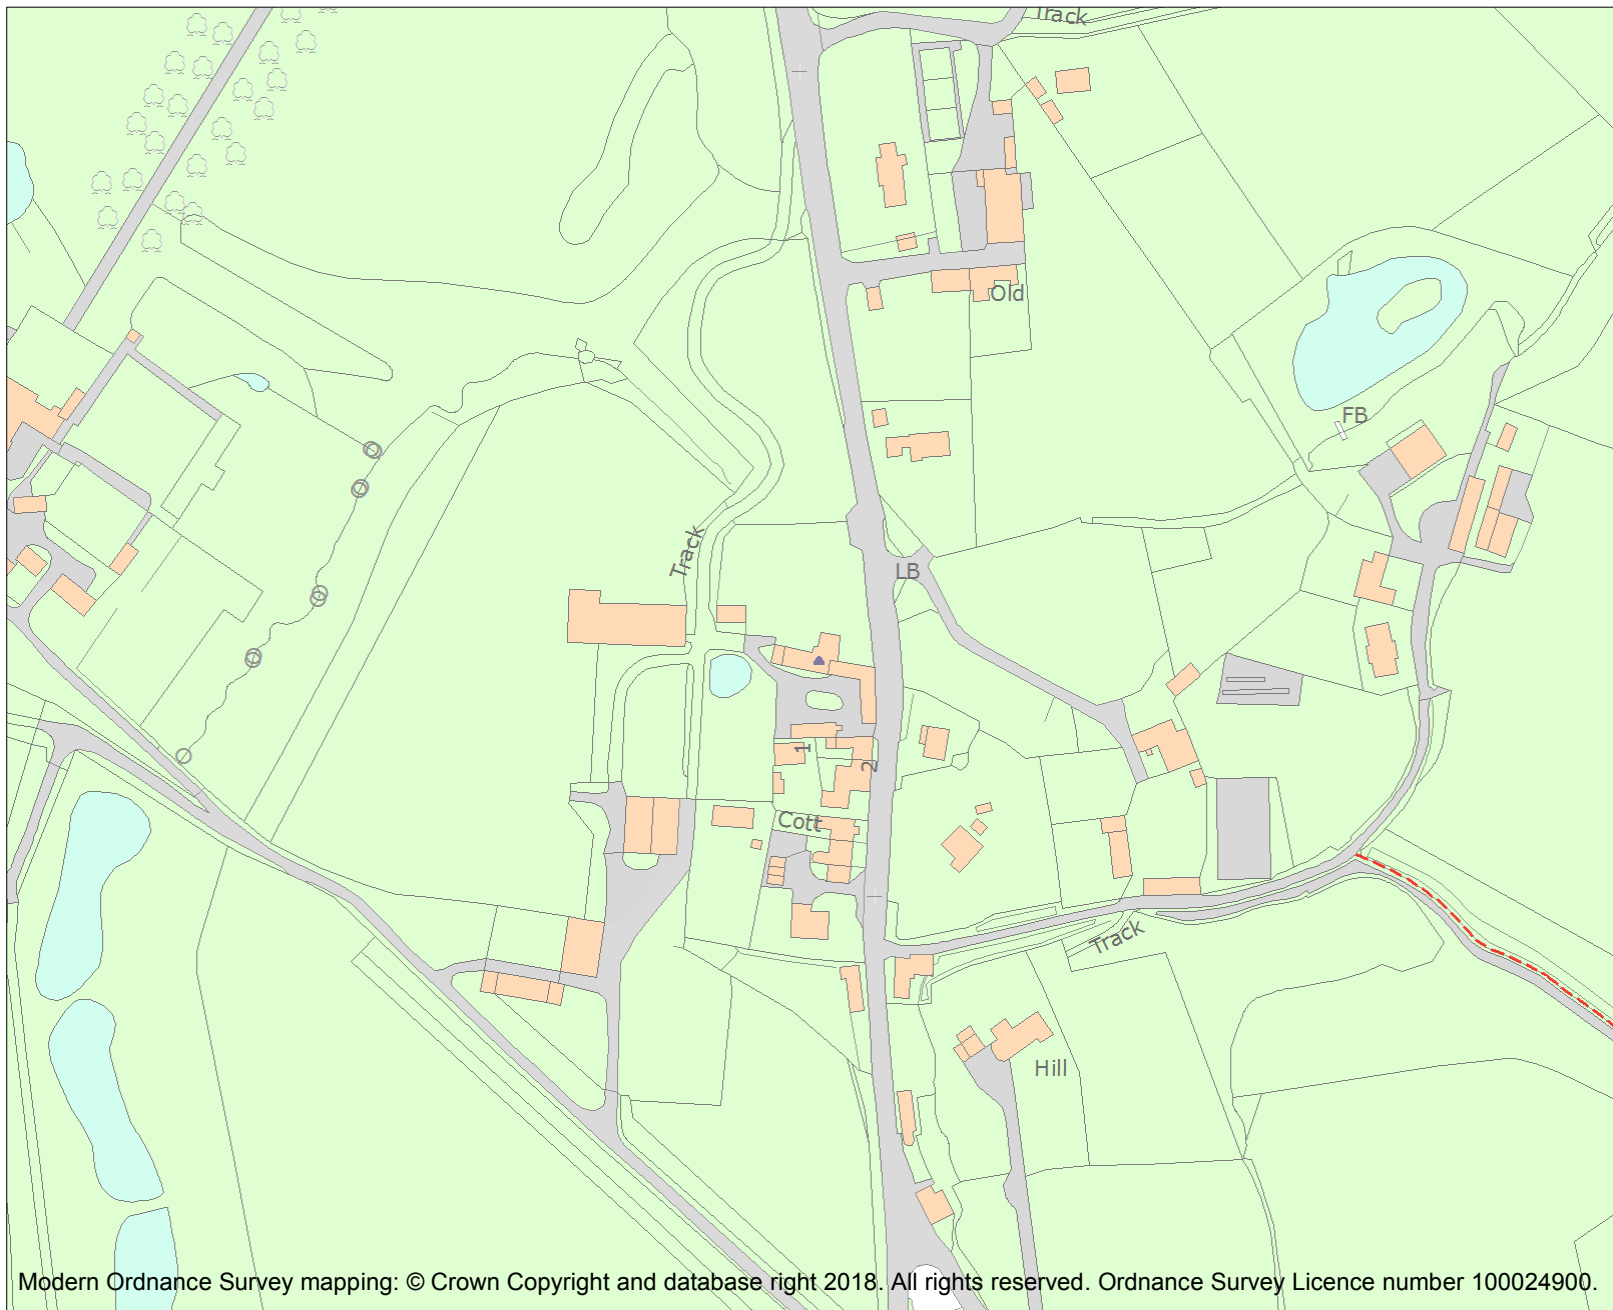 Track
Old
FB
Track
LB
1
2
Cott
Track
Hill
Modern Ordnance Survey mapping: © Crown Copyright and database right 2018. All rights reserved. Ordnance Survey Licence number 100024900.